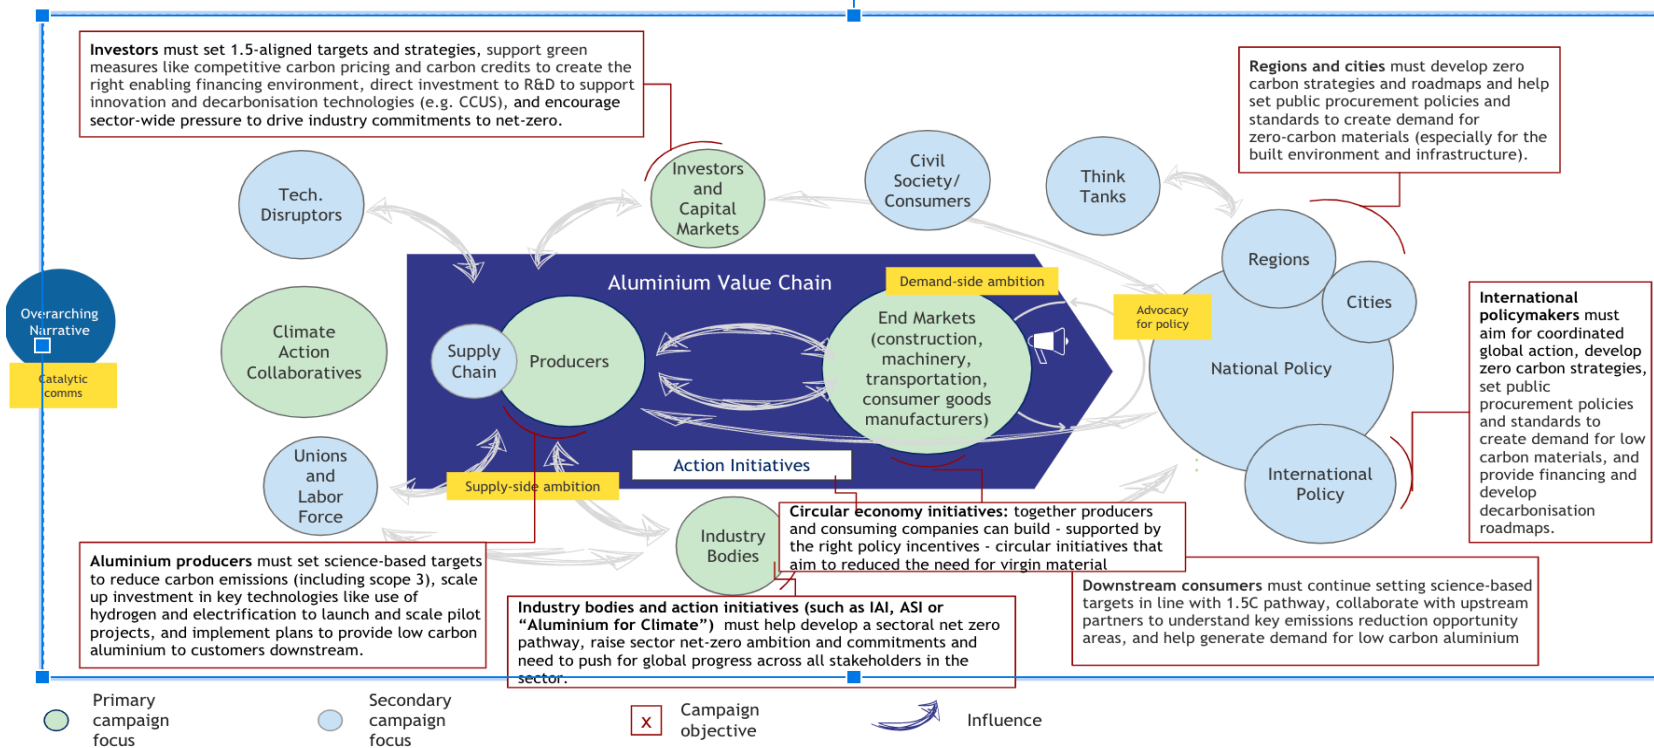 Investors must set 1.5-aligned targets and strategies, support green
measures like competitive carbon pricing and carbon credits to create the
right enabling financing environment, direct investment to R&D to support
innovation and decarbonisation technologies (e.g. CCUS), and encourage
sector-wide pressure to drive industry commitments to net-zero.
Regions and cities must develop zero
carbon strategies and roadmaps and help
set public procurement policies and
standards to create demand for
zero-carbon materials (especially for the
built environment and infrastructure).
Tech.
Disruptors
Investors
and
Capital
Markets
Civil
Society/
Consumers
Think
Tanks
Regions
Cities
Overarching
Narrative
Catalytic
comms
Climate
Action
Collaboratives
Aluminium Value Chain
Demand-side ambition
Supply
Chain
Producers
End Markets
(construction,
machinery,
transportation,
consumer goods
manufacturers)
Advocacy
for policy
National Policy
International
policymakers must
aim for coordinated
global action, develop
zero carbon strategies,
set public
procurement policies
and standards to
create demand for low
carbon materials, and
provide financing and
develop
decarbonisation
roadmaps.
Unions
and
Labor
Force
Supply-side ambition
Action Initiatives
International
Policy
Industry
Bodies
Circular economy initiatives: together producers
and consuming companies can build - supported by
the right policy incentives - circular initiatives that
aim to reduced the need for virgin material
Aluminium producers must set science-based targets
to reduce carbon emissions (including scope 3), scale
up investment in key technologies like use of
hydrogen and electrification to launch and scale pilot
projects, and implement plans to provide low carbon
aluminium to customers downstream.
Industry bodies and action initiatives (such as IAI, ASI or
“Aluminium for Climate”) must help develop a sectoral net zero
pathway, raise sector net-zero ambition and commitments and
need to push for global progress across all stakeholders in the
sector.
Downstream consumers must continue setting science-based
targets in line with 1.5C pathway, collaborate with upstream
partners to understand key emissions reduction opportunity
areas, and help generate demand for low carbon aluminium
Primary
campaign
focus
Secondary
campaign
focus
x
Campaign
objective
Influence